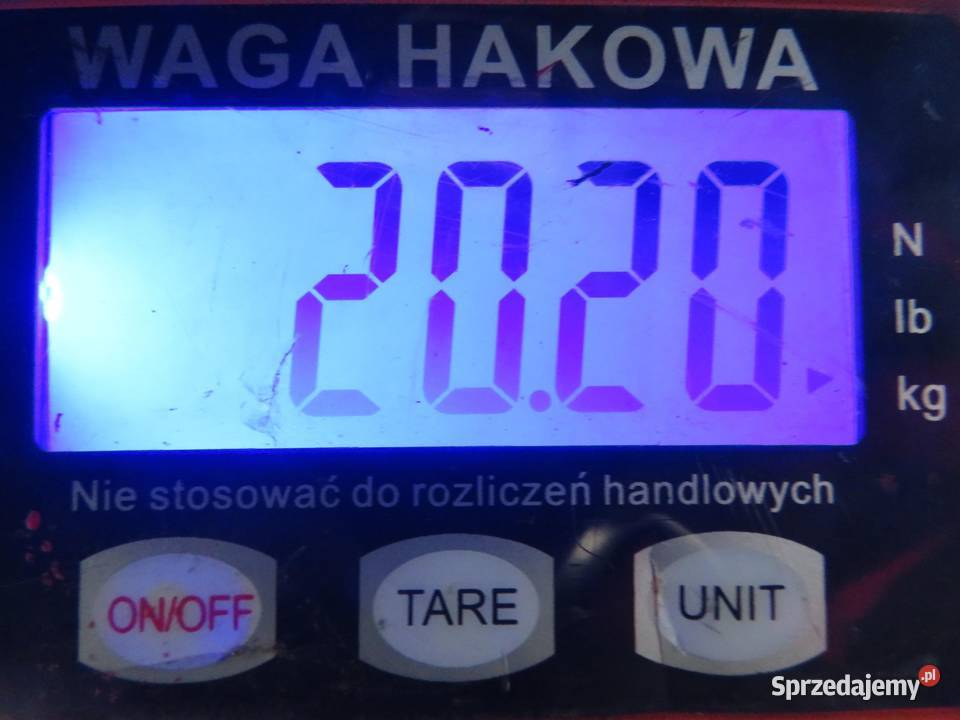 WAGA HAKOWA
20.20
N
lb
kg
Nie stosować do rozliczeń handlowych
ON/OFF TARE UNIT
Sprzedajemy.pl